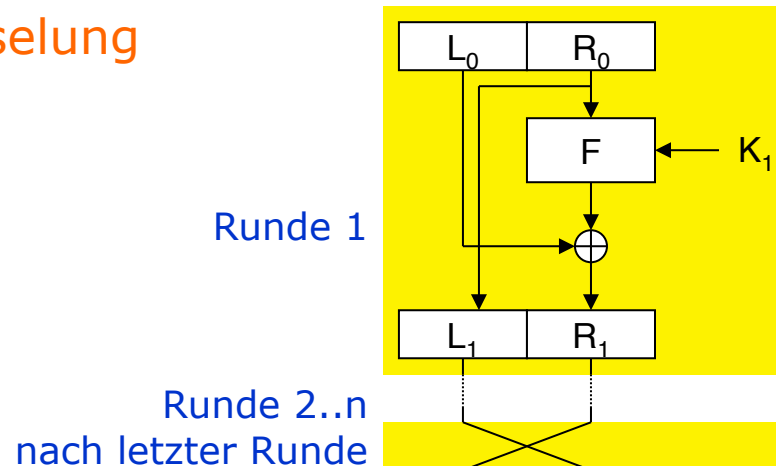 selung
L0 R0
F
K1
Runde 1
L1 R1
Runde 2..n
nach letzter Runde